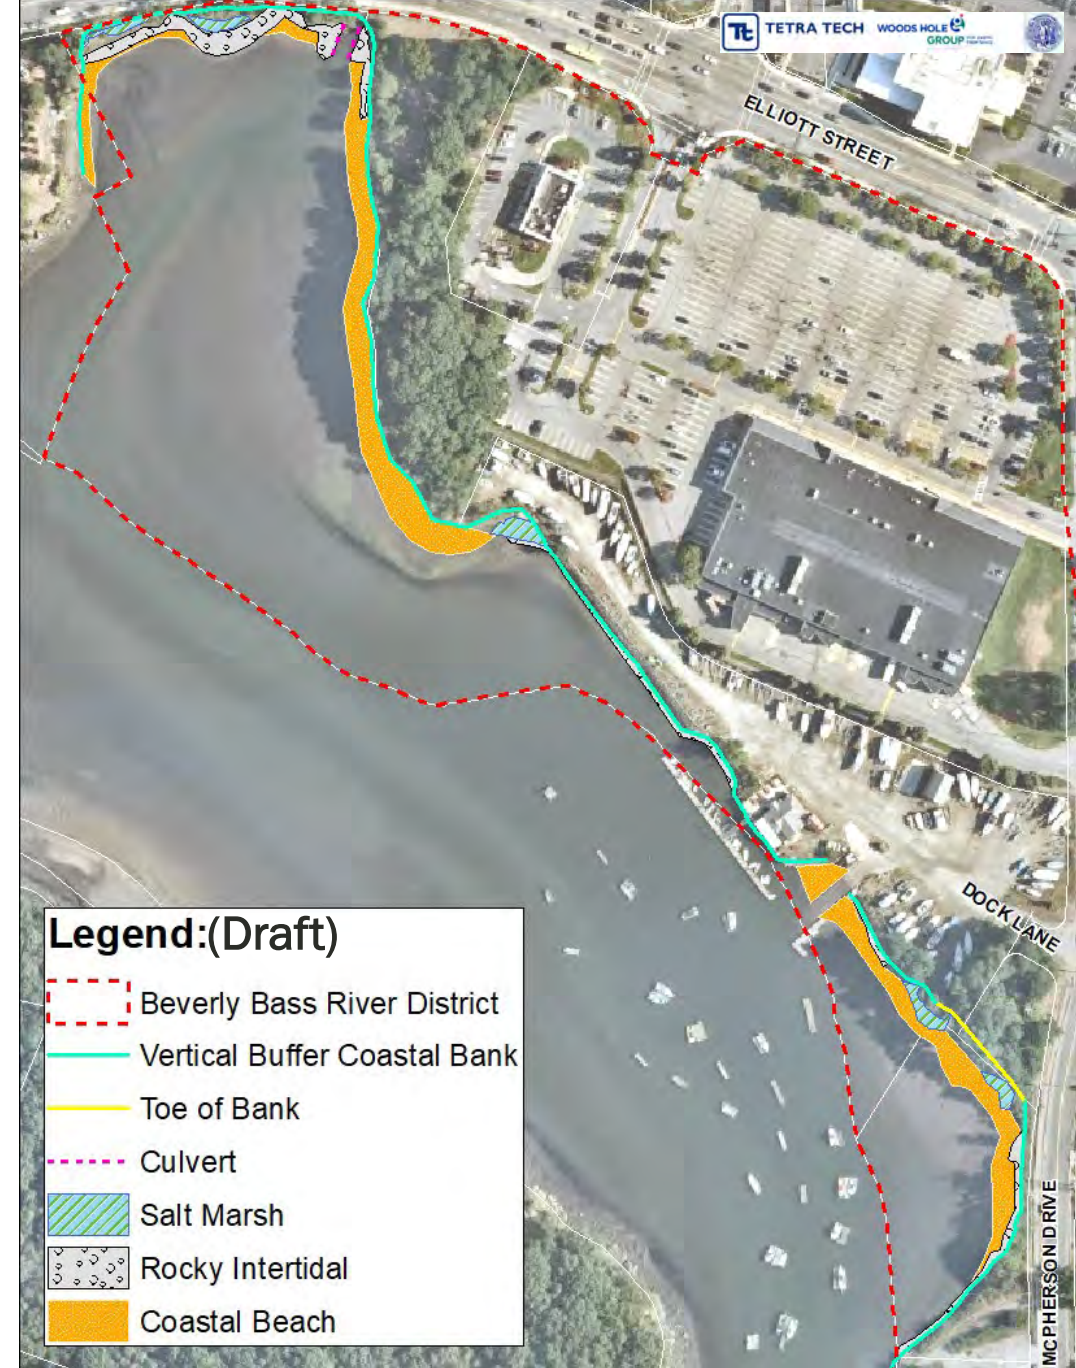 TETRA TECH
WOODS HOLE
GROUP
ELLIOTT STREET
DOCK LANE
MCPHERSON DRIVE
Legend:(Draft)
Beverly Bass River District
Vertical Buffer Coastal Bank
Toe of Bank
Culvert
Salt Marsh
Rocky Intertidal
Coastal Beach